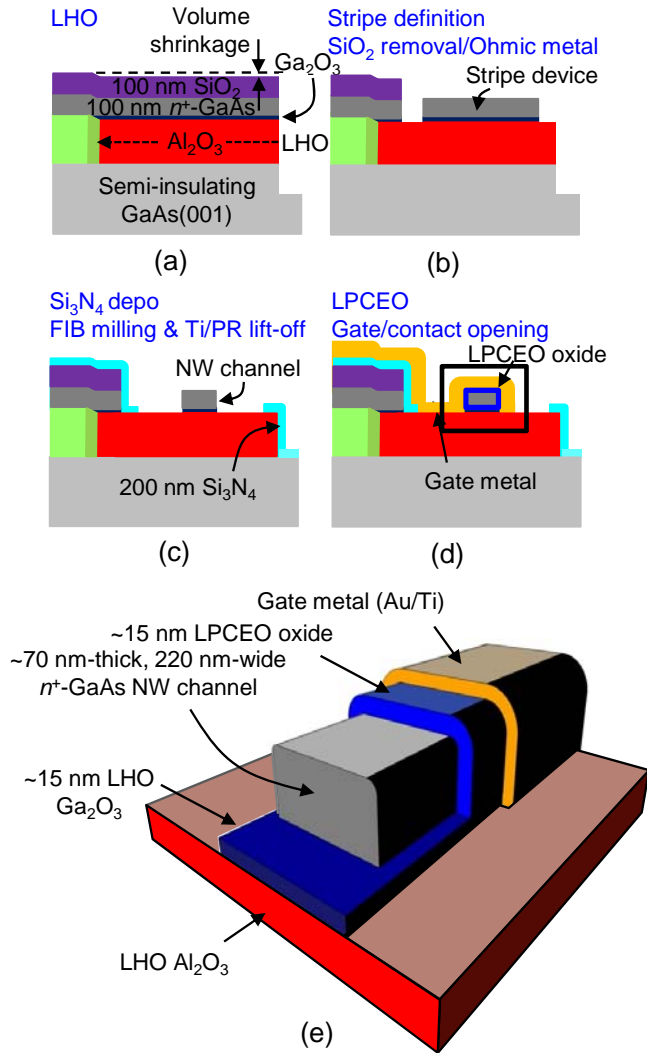 LHO
Volume shrinkage
Ga₂O₃
100 nm SiO₂
100 nm n⁺-GaAs
Al₂O₃
LHO
Semi-insulating
GaAs(001)
(a)
Stripe definition
SiO₂ removal/Ohmic metal
Stripe device
(b)
Si₃N₄ depo
FIB milling & Ti/PR lift-off
NW channel
200 nm Si₃N₄
(c)
LPCEO
Gate/contact opening
LPCEO oxide
Gate metal
(d)
Gate metal (Au/Ti)
~15 nm LPCEO oxide
~70 nm-thick, 220 nm-wide
n⁺-GaAs NW channel
~15 nm LHO
Ga₂O₃
LHO Al₂O₃
(e)